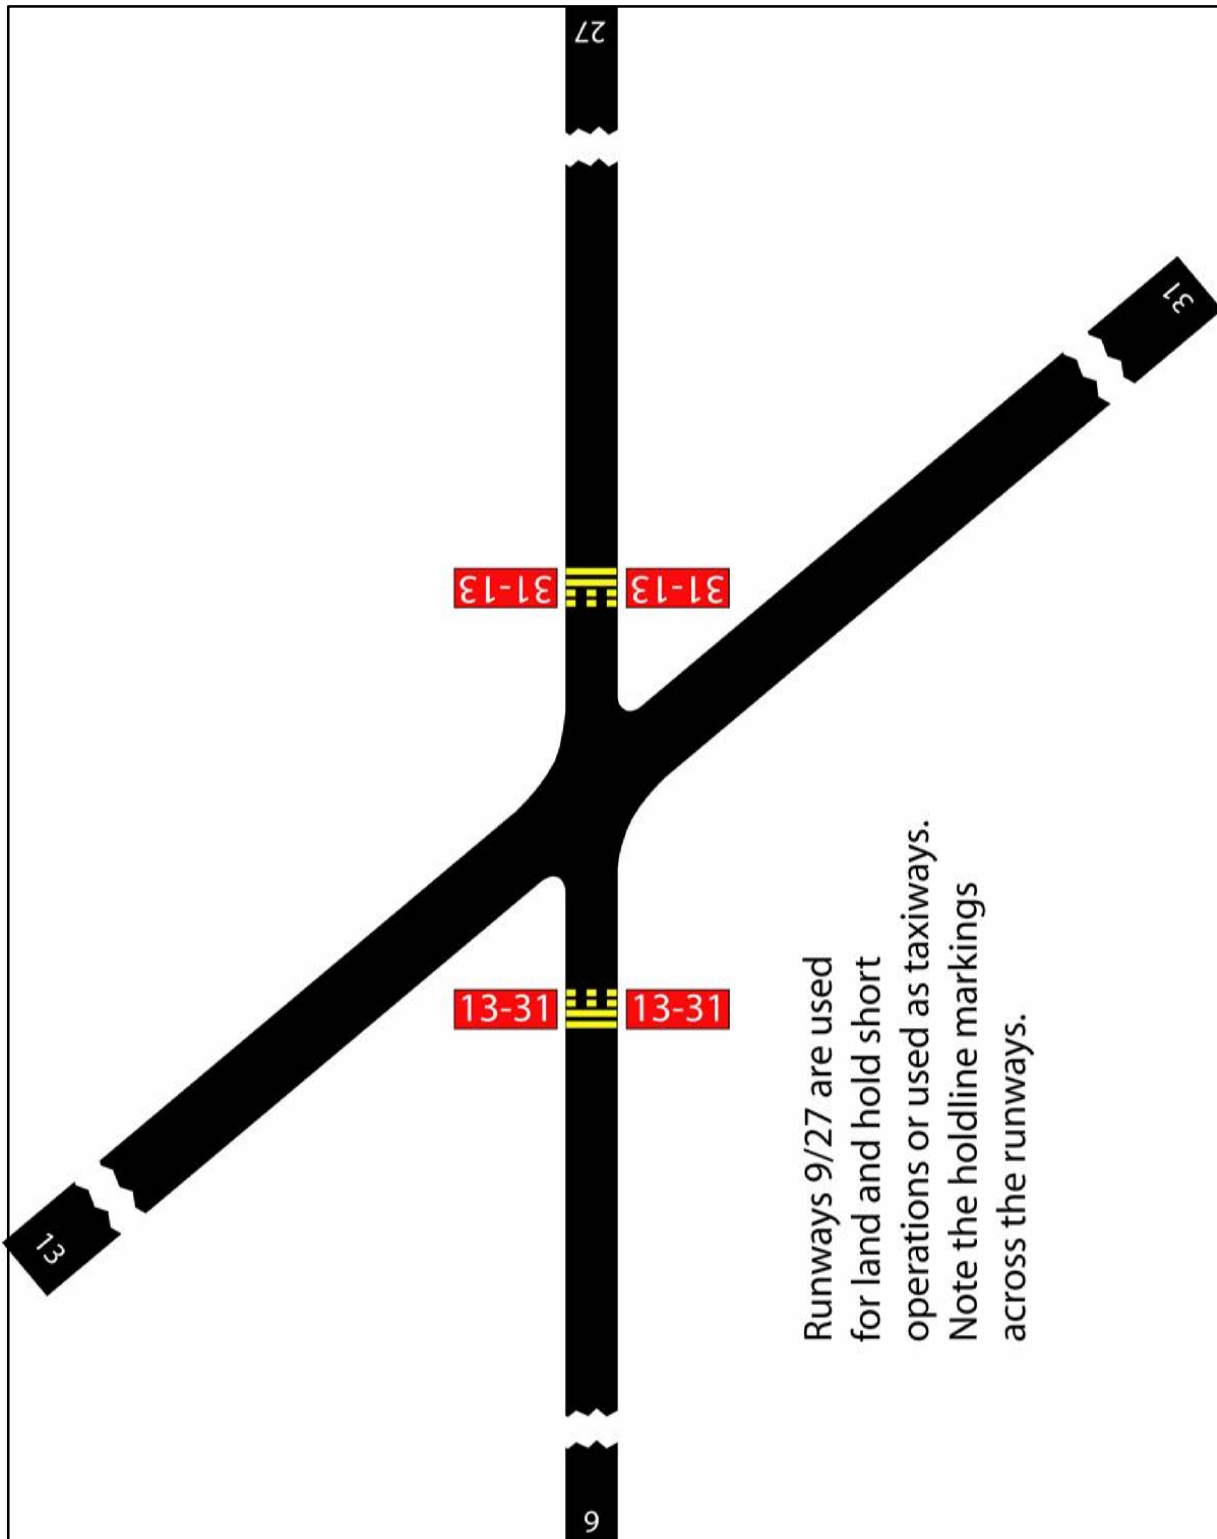 27
31
31-13
31-13
13-31
13-31
13
9
Runways 9/27 are used
for land and hold short
operations or used as taxiways.
Note the holdline markings
across the runways.